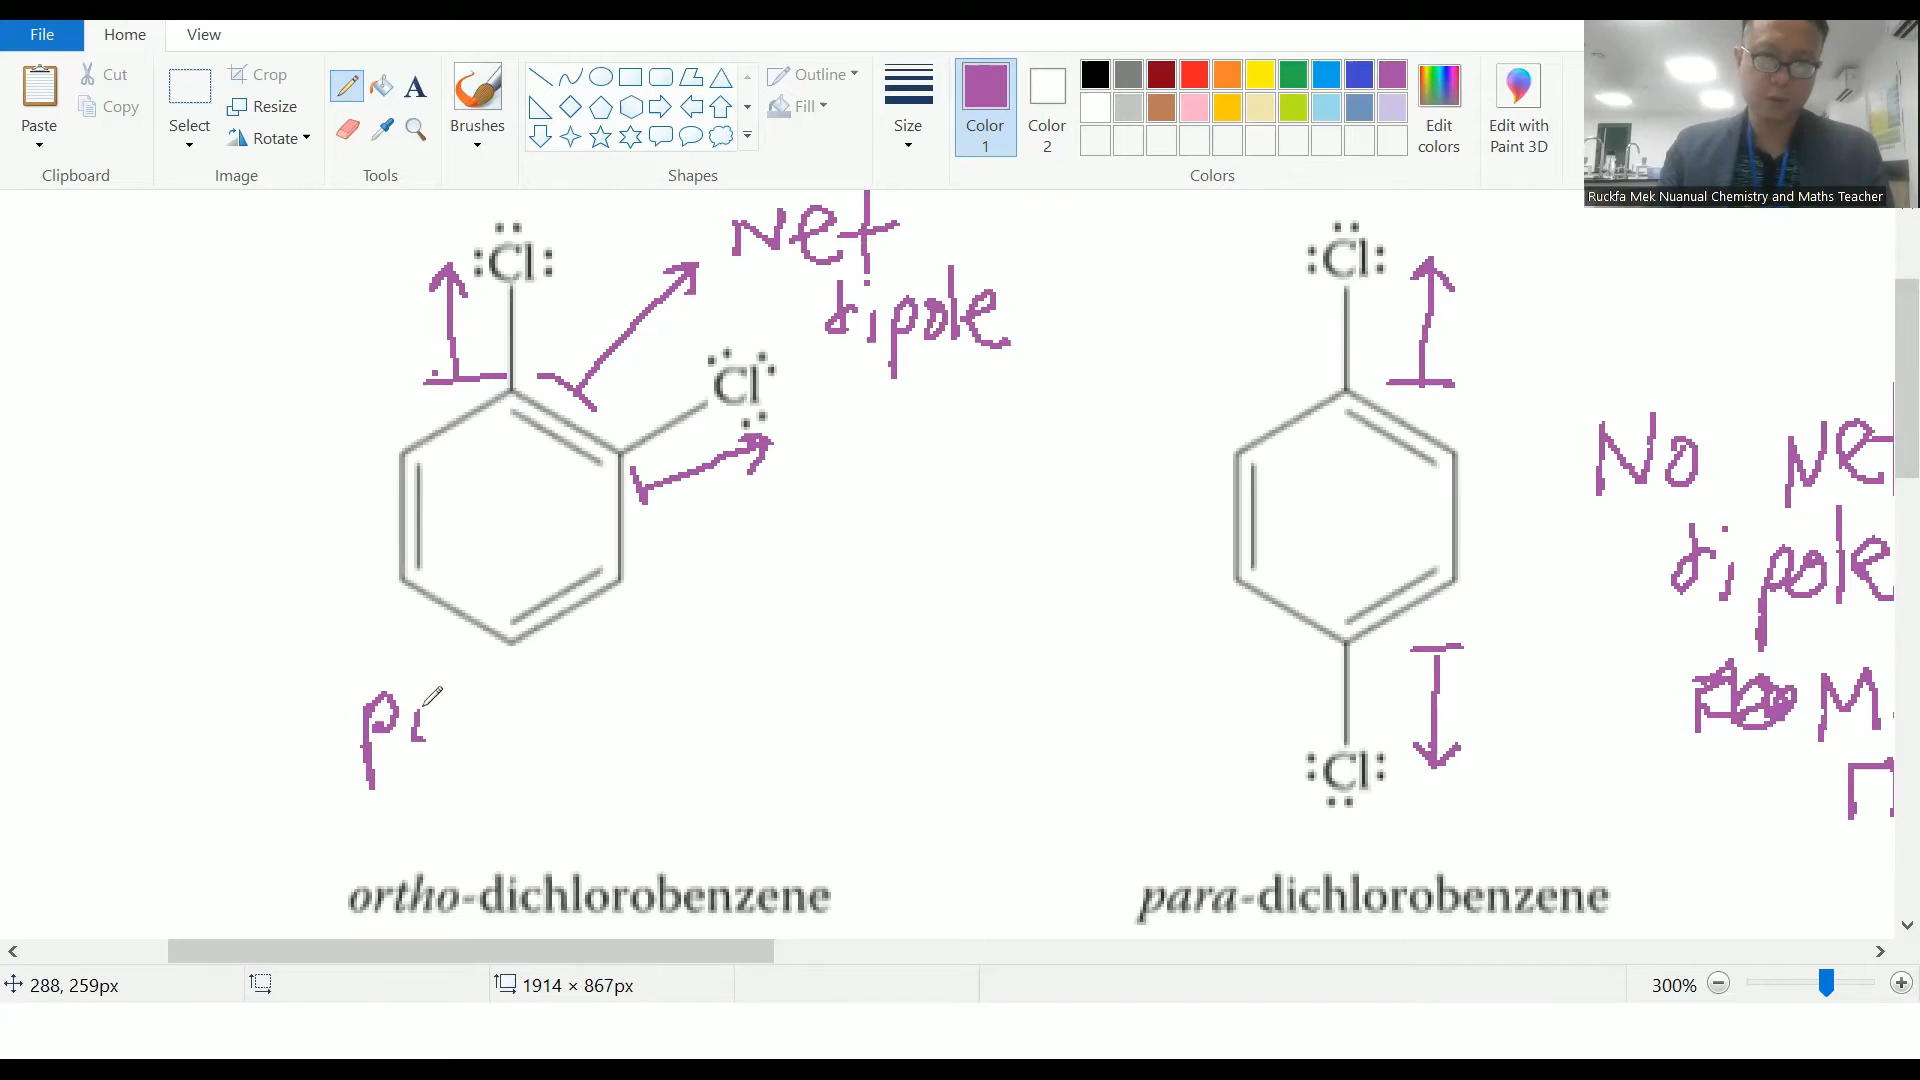 File Home View
Paste
Cut
Copy
Clipboard
Select
Crop
Resize
Rotate
Image
A
Tools
Brushes
Shapes
Outline
Fill
Size
Color
1
Color
2
Edit
colors
Colors
Edit with
Paint 3D
Ruckfa Mek Nuanual Chemistry and Maths Teacher
Cl
Cl
Net
dipole
Cl
Cl
No Ne
dipole
M
pi
ortho-dichlorobenzene
para-dichlorobenzene
288, 259px
1914 × 867px
300%